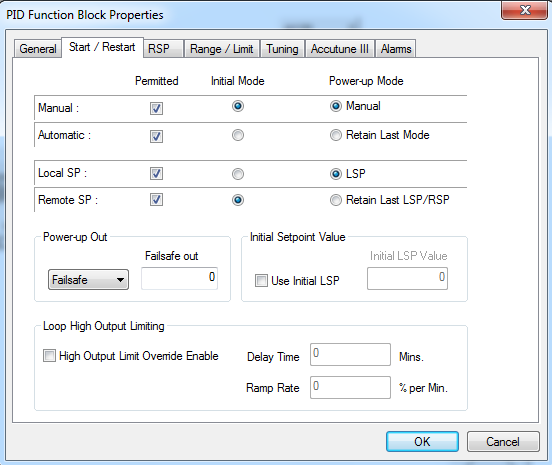 PID Function Block Properties
General Start / Restart RSP Range / Limit Tuning Accutune III Alarms
Permitted Initial Mode Power-up Mode
Manual : Manual
Automatic : Retain Last Mode
Local SP : LSP
Remote SP : Retain Last LSP/RSP
Power-up Out
Failsafe out
Failsafe 0
Initial Setpoint Value
Initial LSP Value
Use Initial LSP 0
Loop High Output Limiting
High Output Limit Override Enable Delay Time 0 Mins.
Ramp Rate 0 % per Min.
OK Cancel